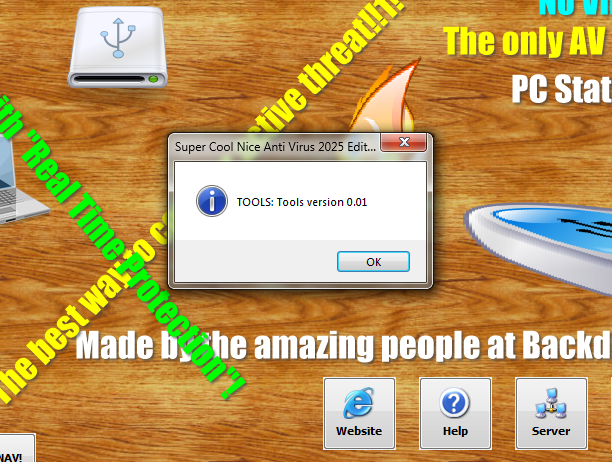 No Vi
The only AV
PC Stat
ctive threat!!1!
ith "Real Time Protection"!
The best way to c
Super Cool Nice Anti Virus 2025 Edit...
TOOLS: Tools version 0.01
OK
Made by the amazing people at Backd
Website
Help
Server
NAV!